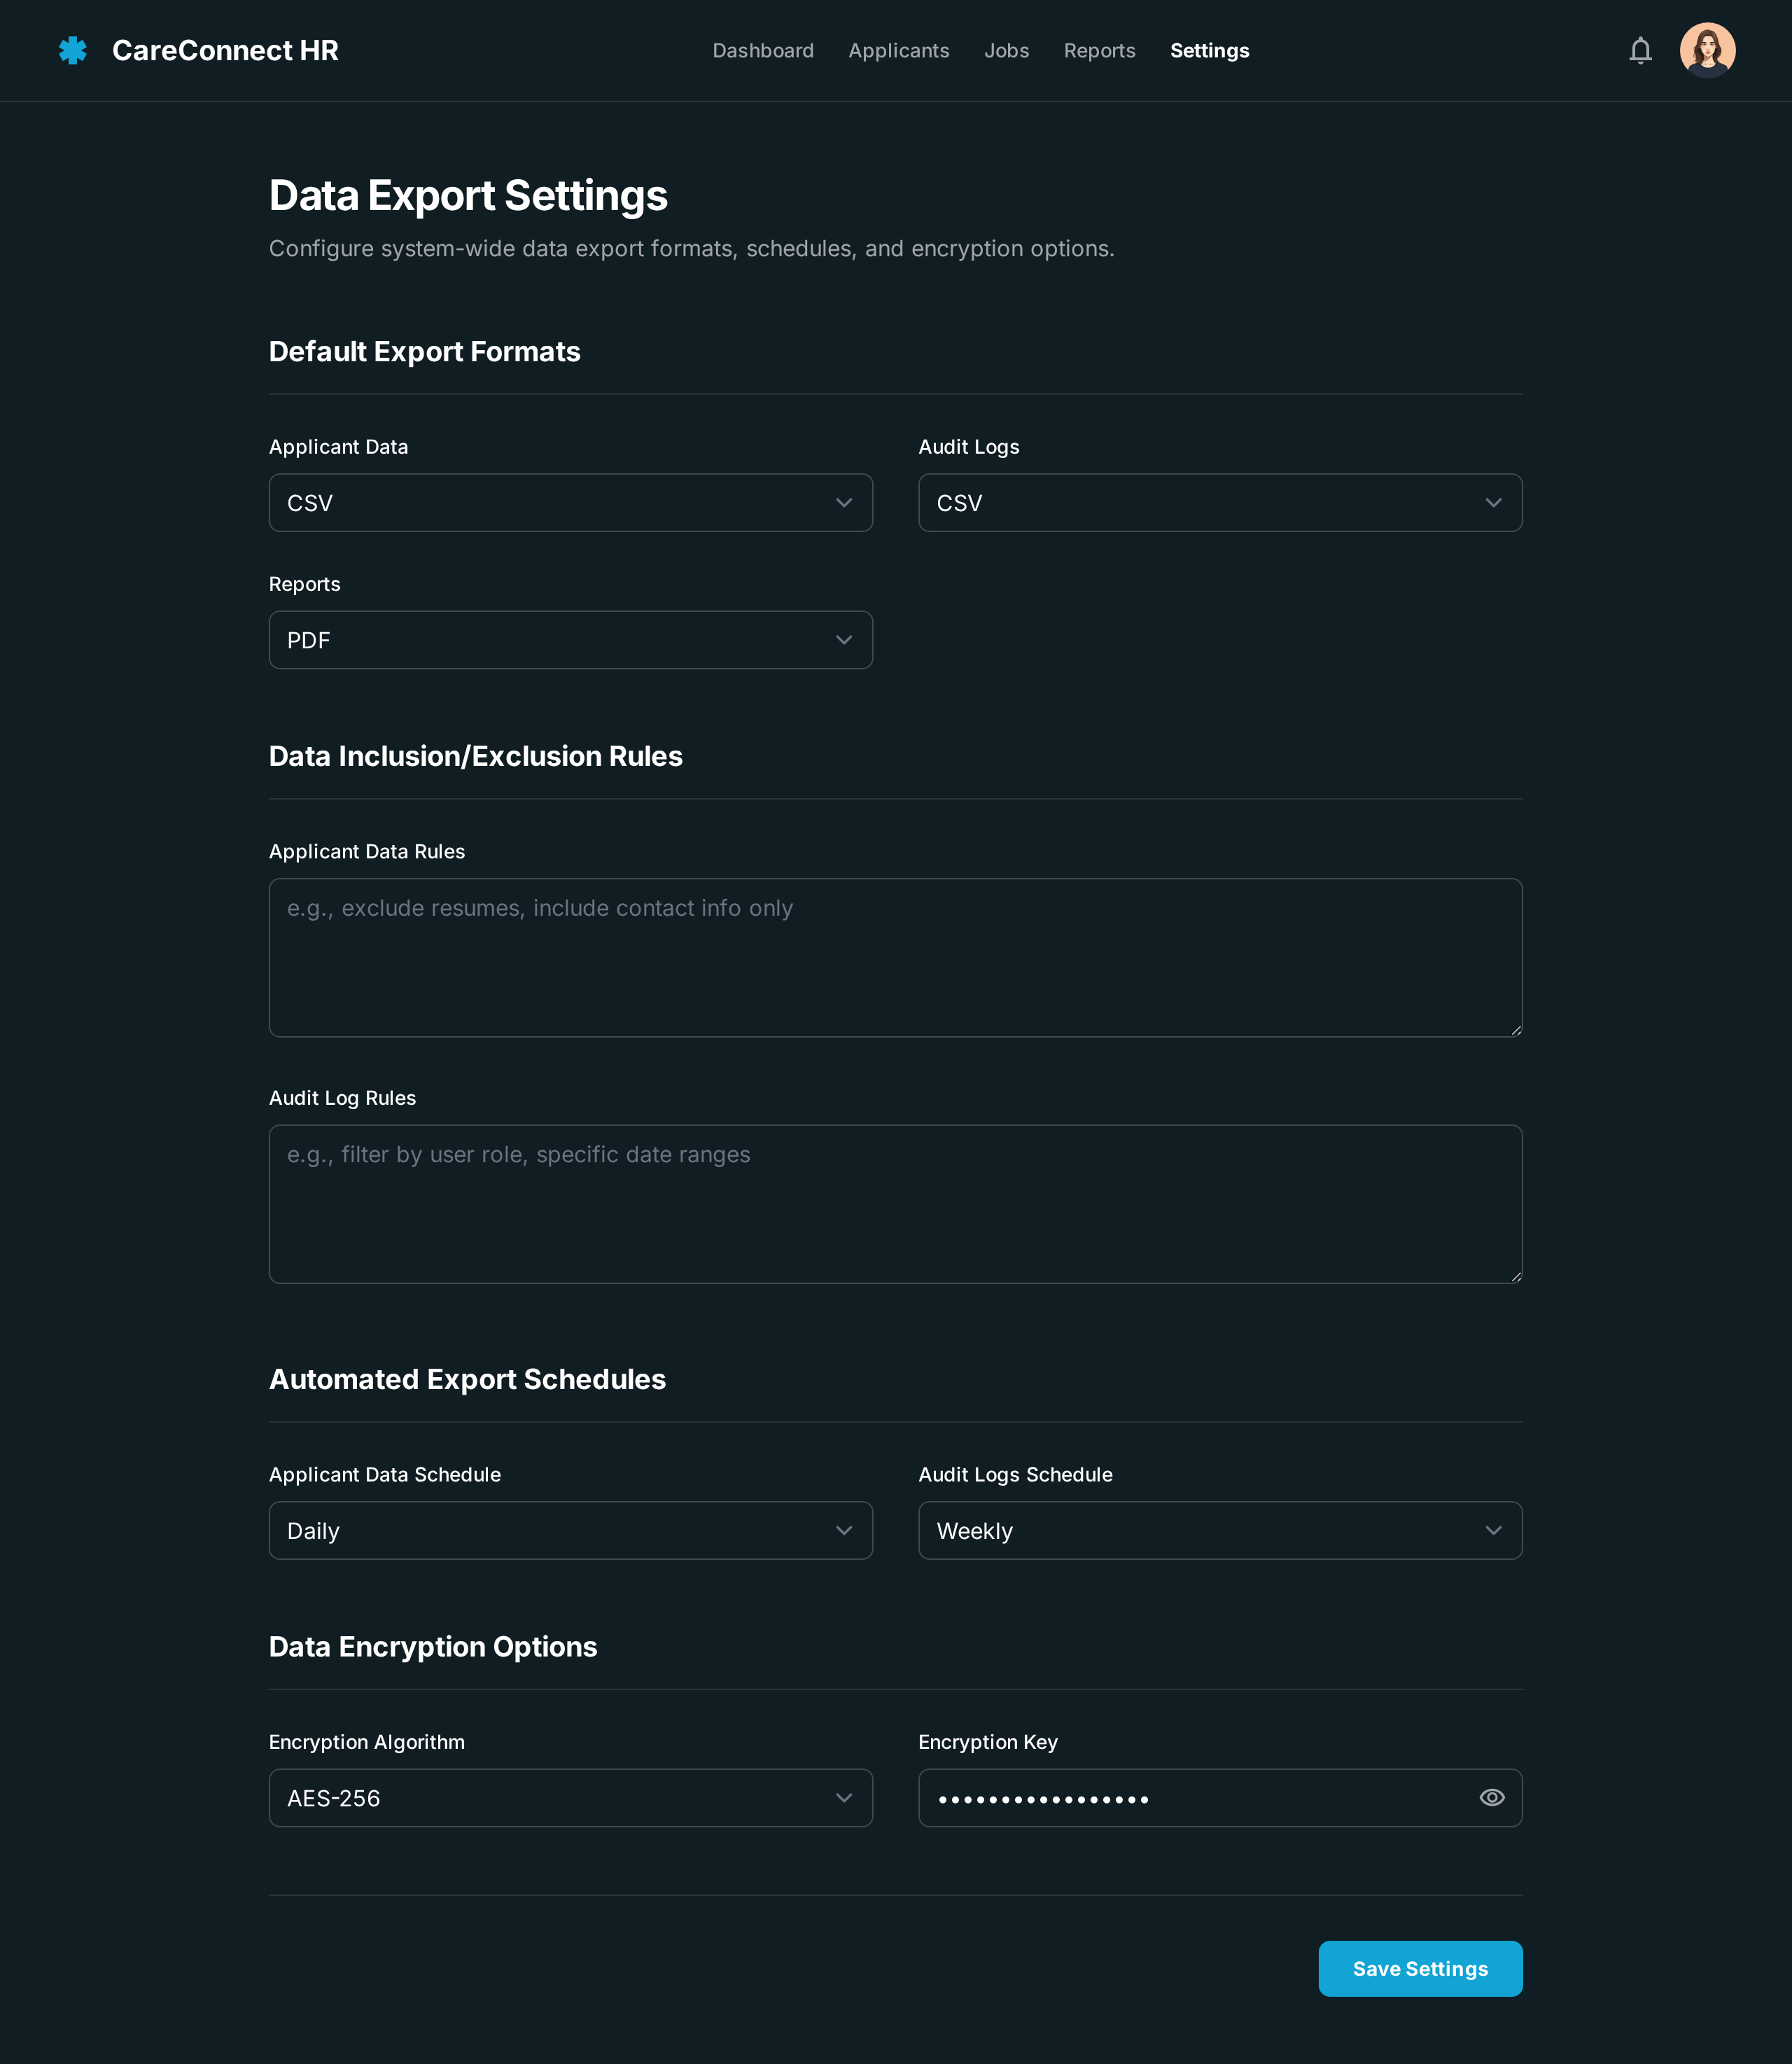 CareConnect HR
Dashboard
Applicants
Jobs
Reports
Settings
Data Export Settings
Configure system-wide data export formats, schedules, and encryption options.
Default Export Formats
Applicant Data
Audit Logs
CSV
CSV
Reports
PDF
Data Inclusion/Exclusion Rules
Applicant Data Rules
e.g., exclude resumes, include contact info only
Audit Log Rules
e.g., filter by user role, specific date ranges
Automated Export Schedules
Applicant Data Schedule
Audit Logs Schedule
Daily
Weekly
Data Encryption Options
Encryption Algorithm
Encryption Key
AES-256
•••••••••••••••••
Save Settings